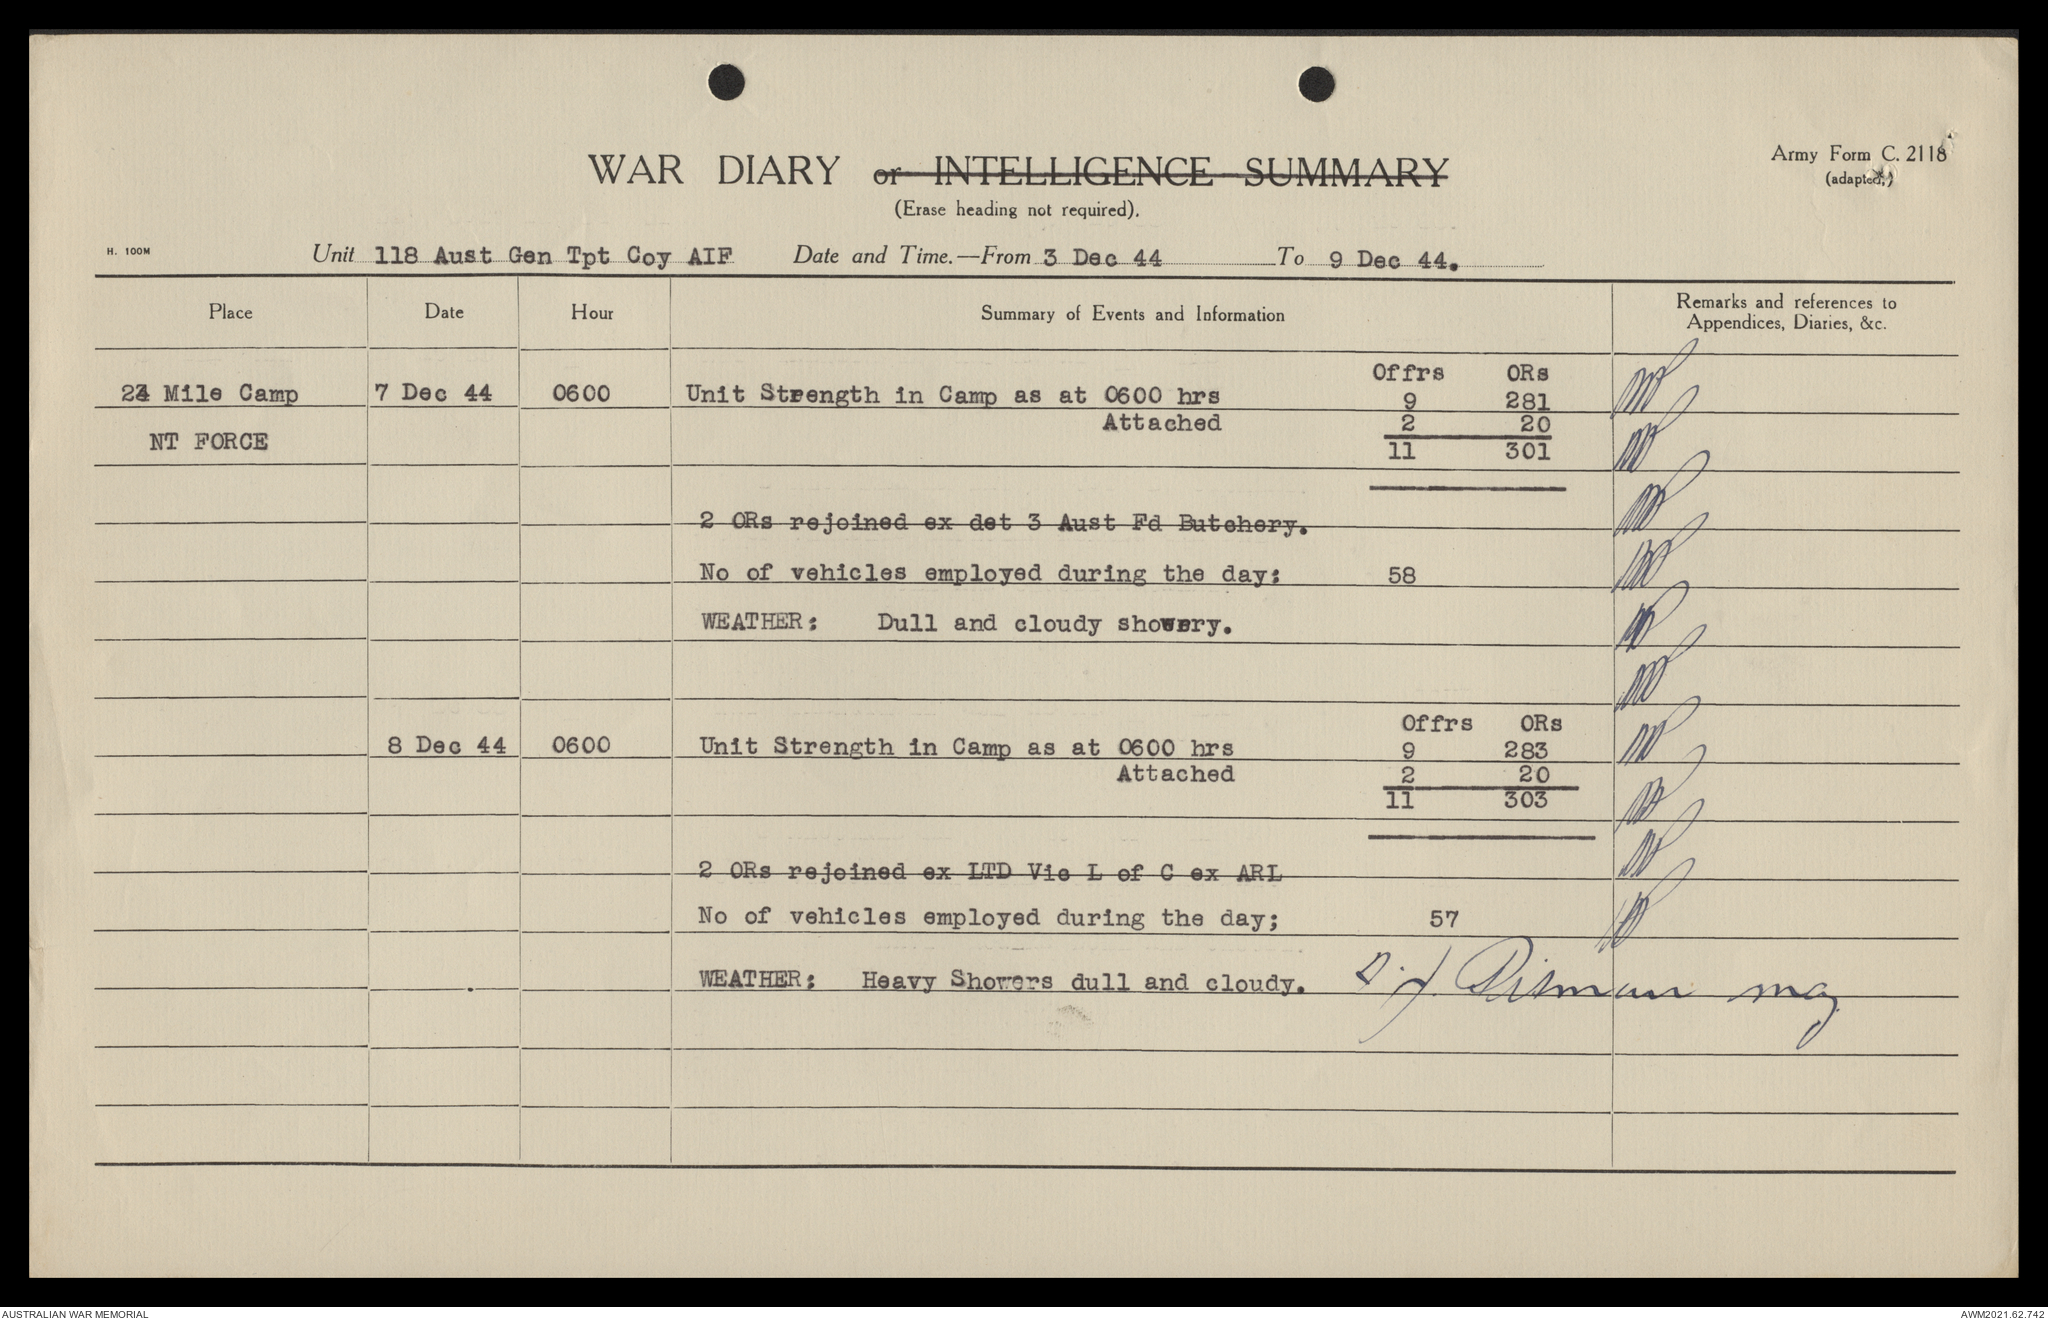 WAR DIARY or INTELLIGENCE SUMMARY
(Erase heading not required).
Army Form C. 2118
(adapted.)
H. 100M
Unit 118 Aust Gen Tpt Coy AIF Date and Time.—From 3 Dec 44 To 9 Dec 44.
Place Date Hour Summary of Events and Information Remarks and references to Appendices, Diaries, &c.
Offrs ORs
Mile Camp 7 Dec 44 0600 Unit Strength in Camp as at 0600 hrs 9 281
Attached 2 20
NT FORCE 11 301
2 ORs rejoined ex det 3 Aust Fd Butchery.
No of vehicles employed during the day: 58
WEATHER: Dull and cloudy showery.
Offrs ORs
8 Dec 44 0600 Unit Strength in Camp as at 0600 hrs 9 283
Attached 2 20
11 303
2 ORs rejoined ex LTD Vic L of C ex ARL
No of vehicles employed during the day; 57
WEATHER: Heavy Showers dull and cloudy.
AUSTRALIAN WAR MEMORIAL
AWM2021.62.742